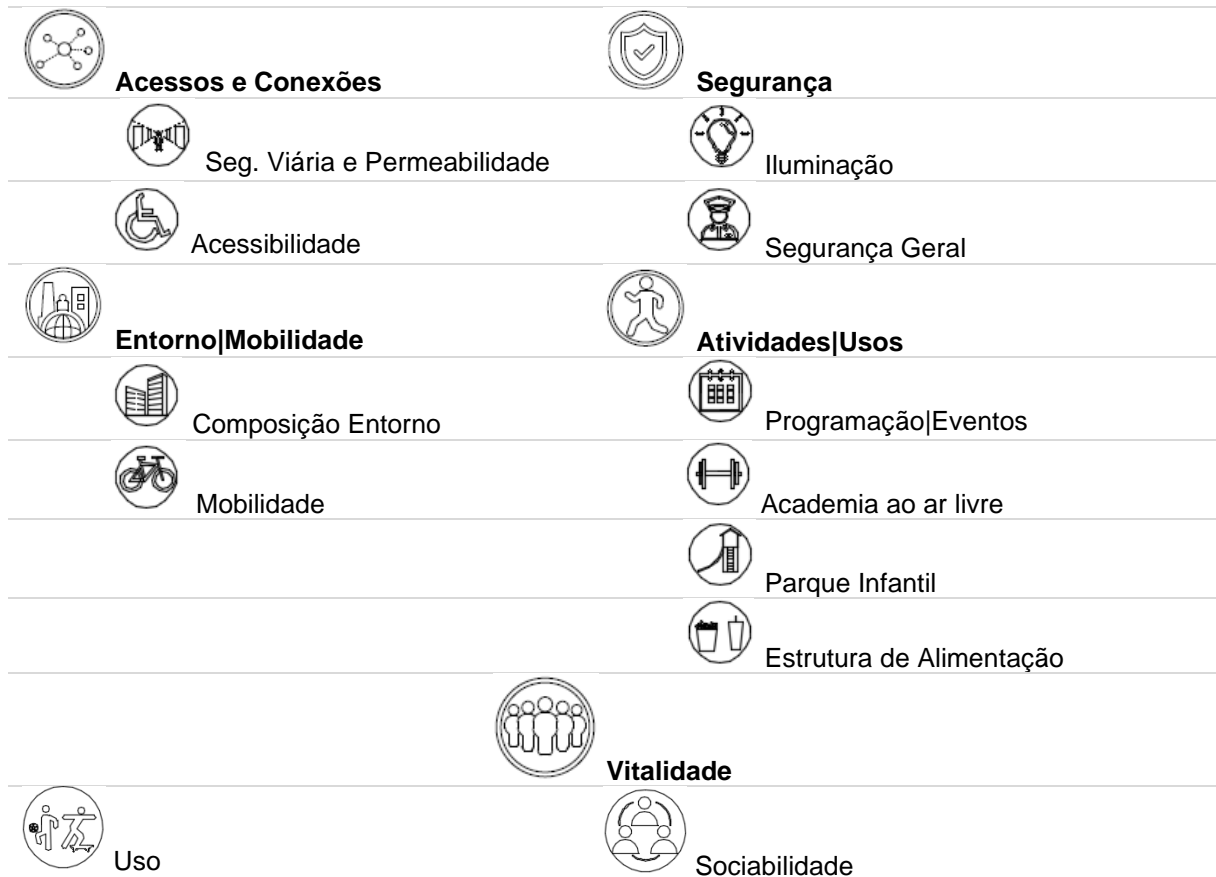 Acessos e Conexões
Segurança
Seg. Viária e Permeabilidade
Iluminação
Acessibilidade
Segurança Geral
Entorno|Mobilidade
Atividades|Usos
Composição Entorno
Programação|Eventos
Mobilidade
Academia ao ar livre
Parque Infantil
Estrutura de Alimentação
Vitalidade
Uso
Sociabilidade